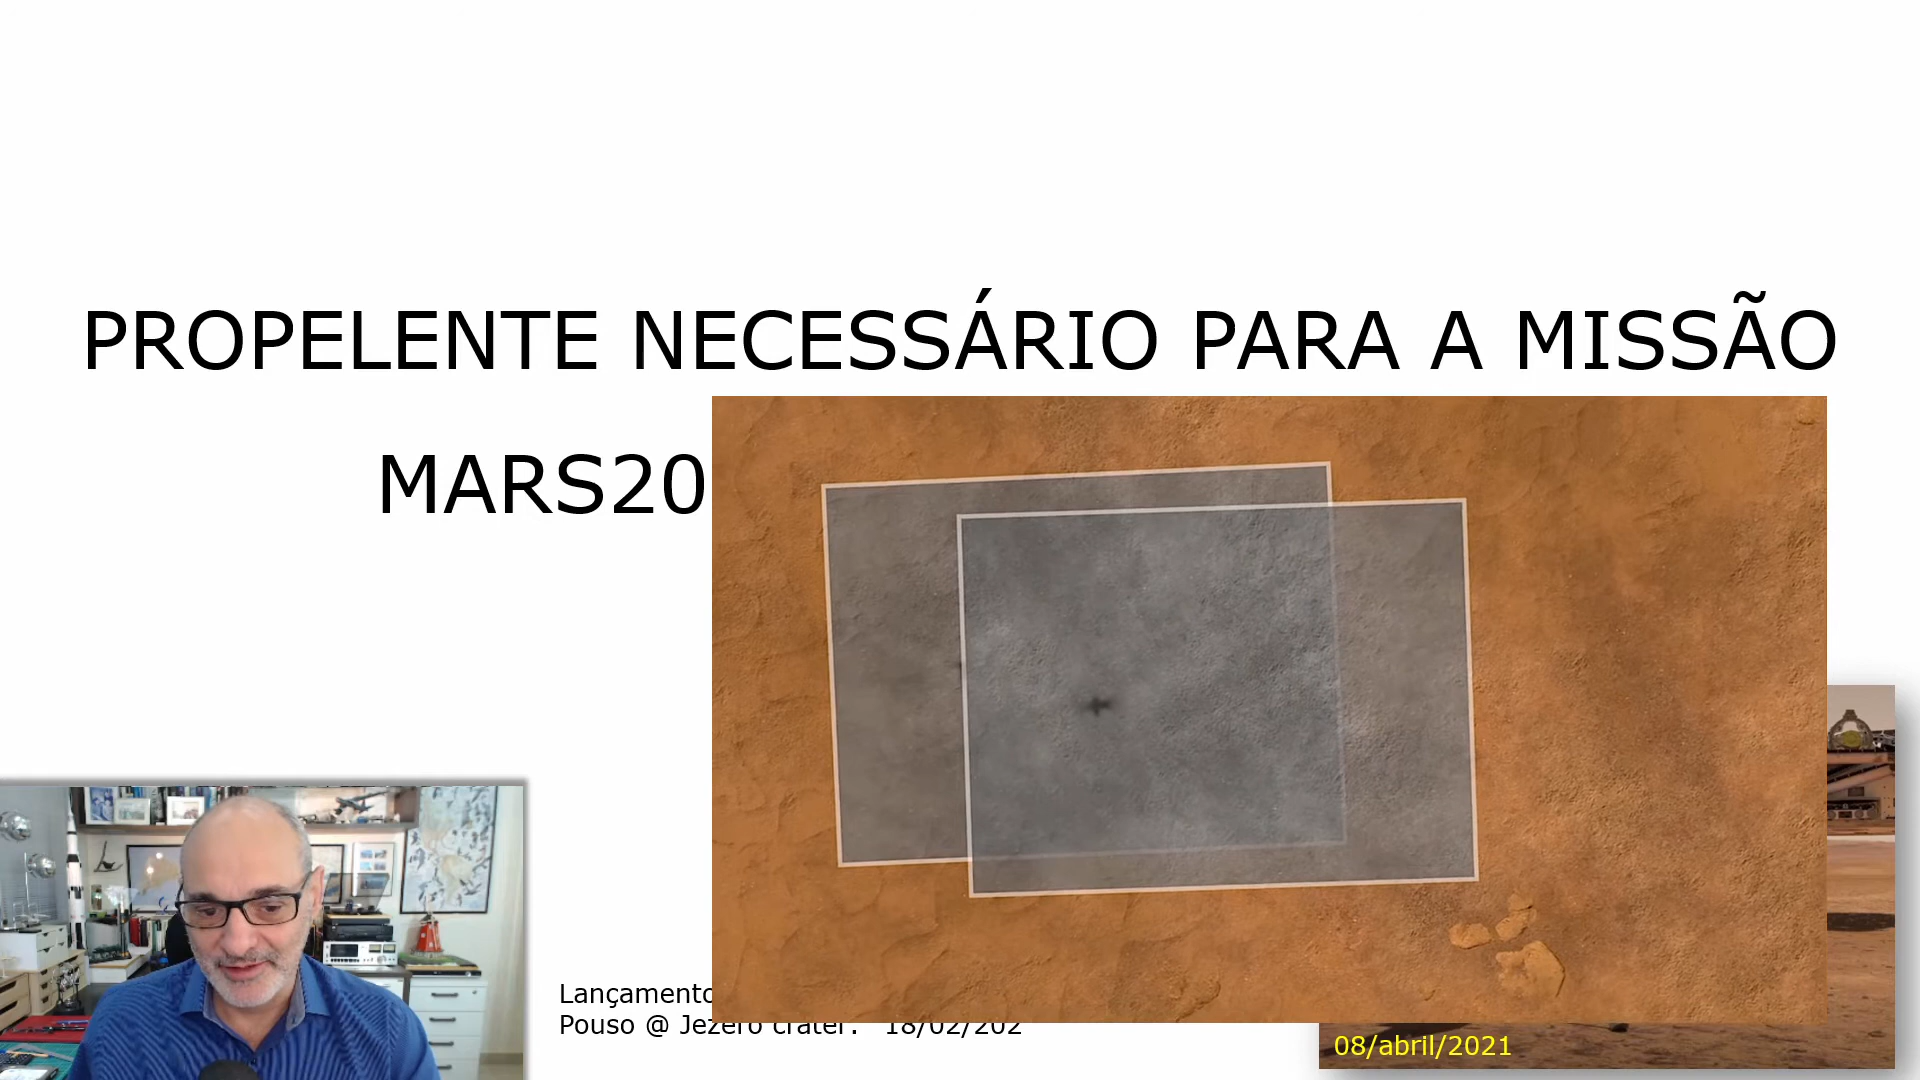 PROPELENTE NECESSÁRIO PARA A MISSÃO
MARS20
Lançamento
Pouso @ Jezero crater: 18/02/202
08/abril/2021